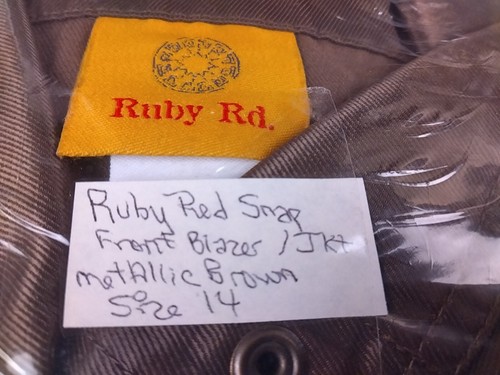 Ruby Rd.
Ruby Red Snap
Front Blazer / Jkt
metAllic Brown
Size 14